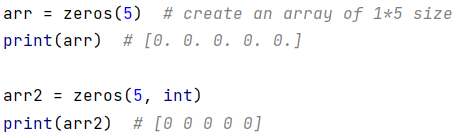 arr = zeros(5)  # create an array of 1*5 size
print(arr)  # [0. 0. 0. 0. 0.]
arr2 = zeros(5, int)
print(arr2)  # [0 0 0 0 0]